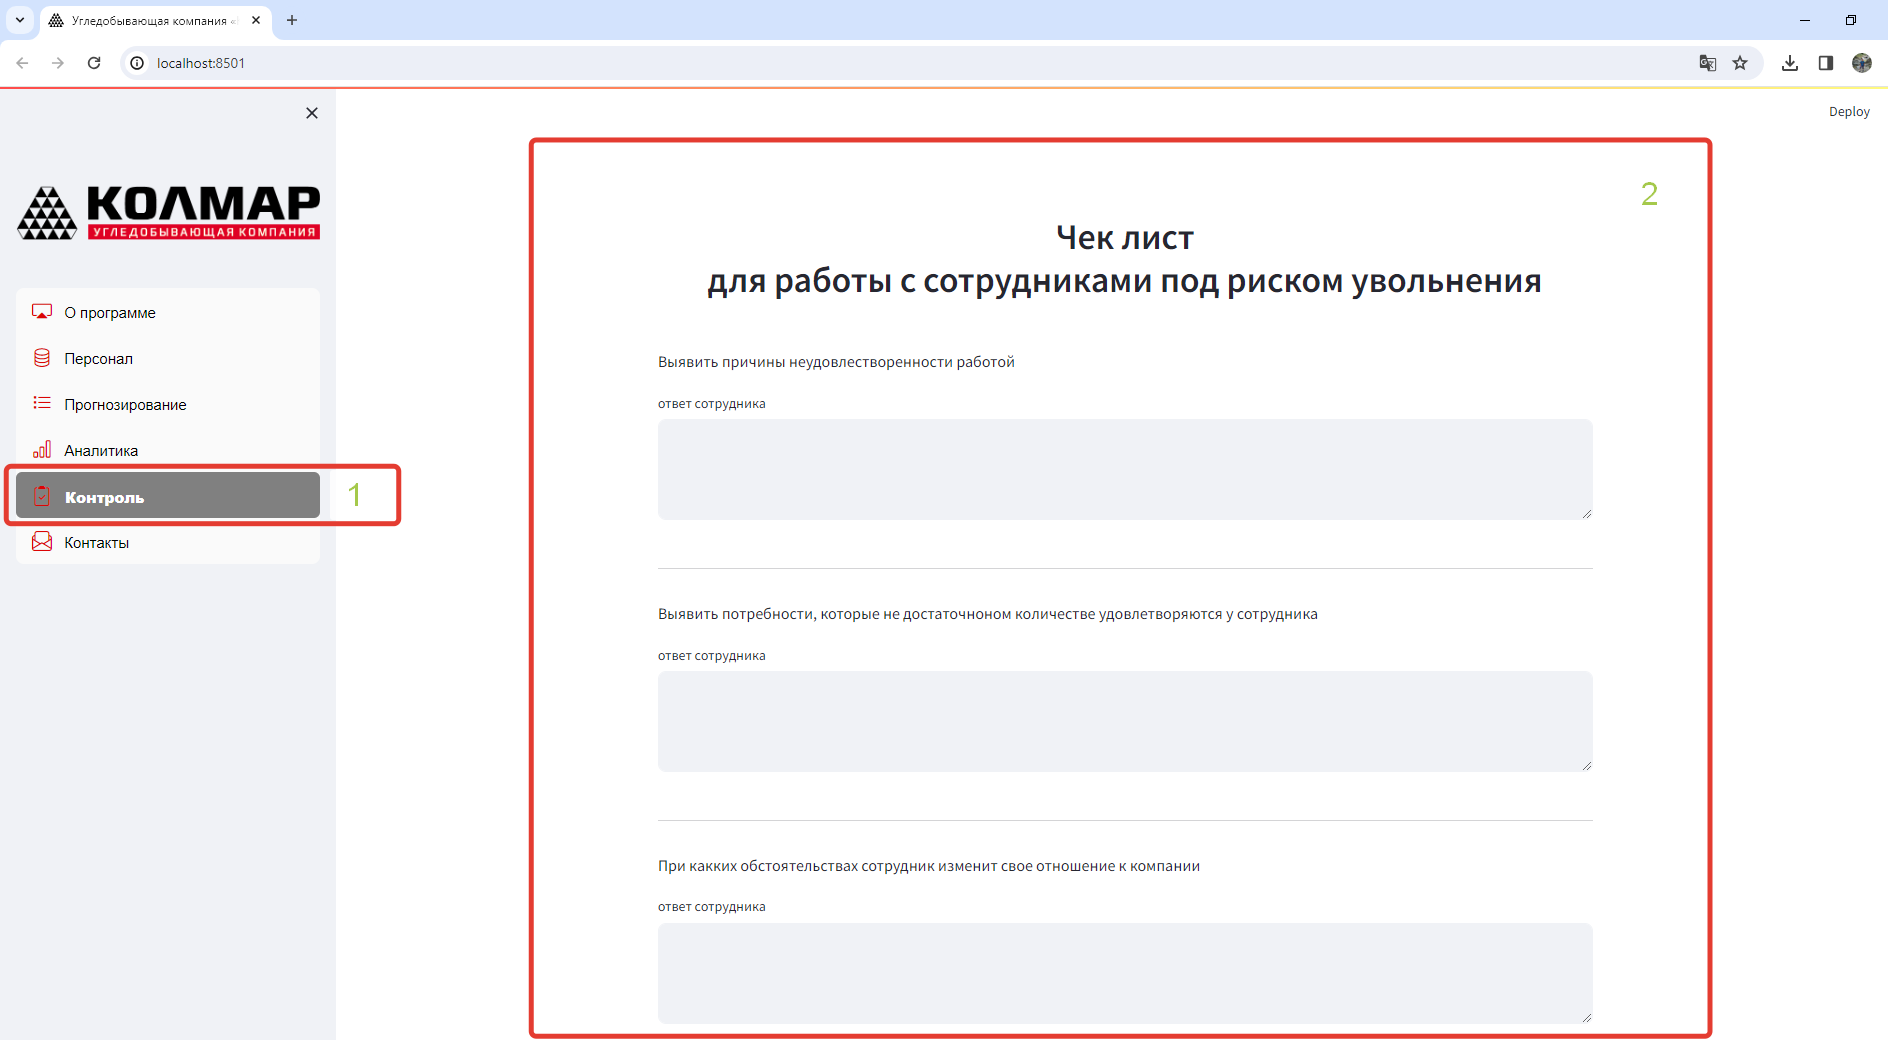 Угледобывающая компания «
localhost:8501
Deploy
КОЛМАР
УГЛЕДОБЫВАЮЩАЯ КОМПАНИЯ
О программе
Персонал
Прогнозирование
Аналитика
Контроль
1
Контакты
2
Чек лист
для работы с сотрудниками под риском увольнения
Выявить причины неудовлестворенности работой
ответ сотрудника
Выявить потребности, которые не достаточноном количестве удовлетворяются у сотрудника
ответ сотрудника
При какких обстоятельствах сотрудник изменит свое отношение к компании
ответ сотрудника